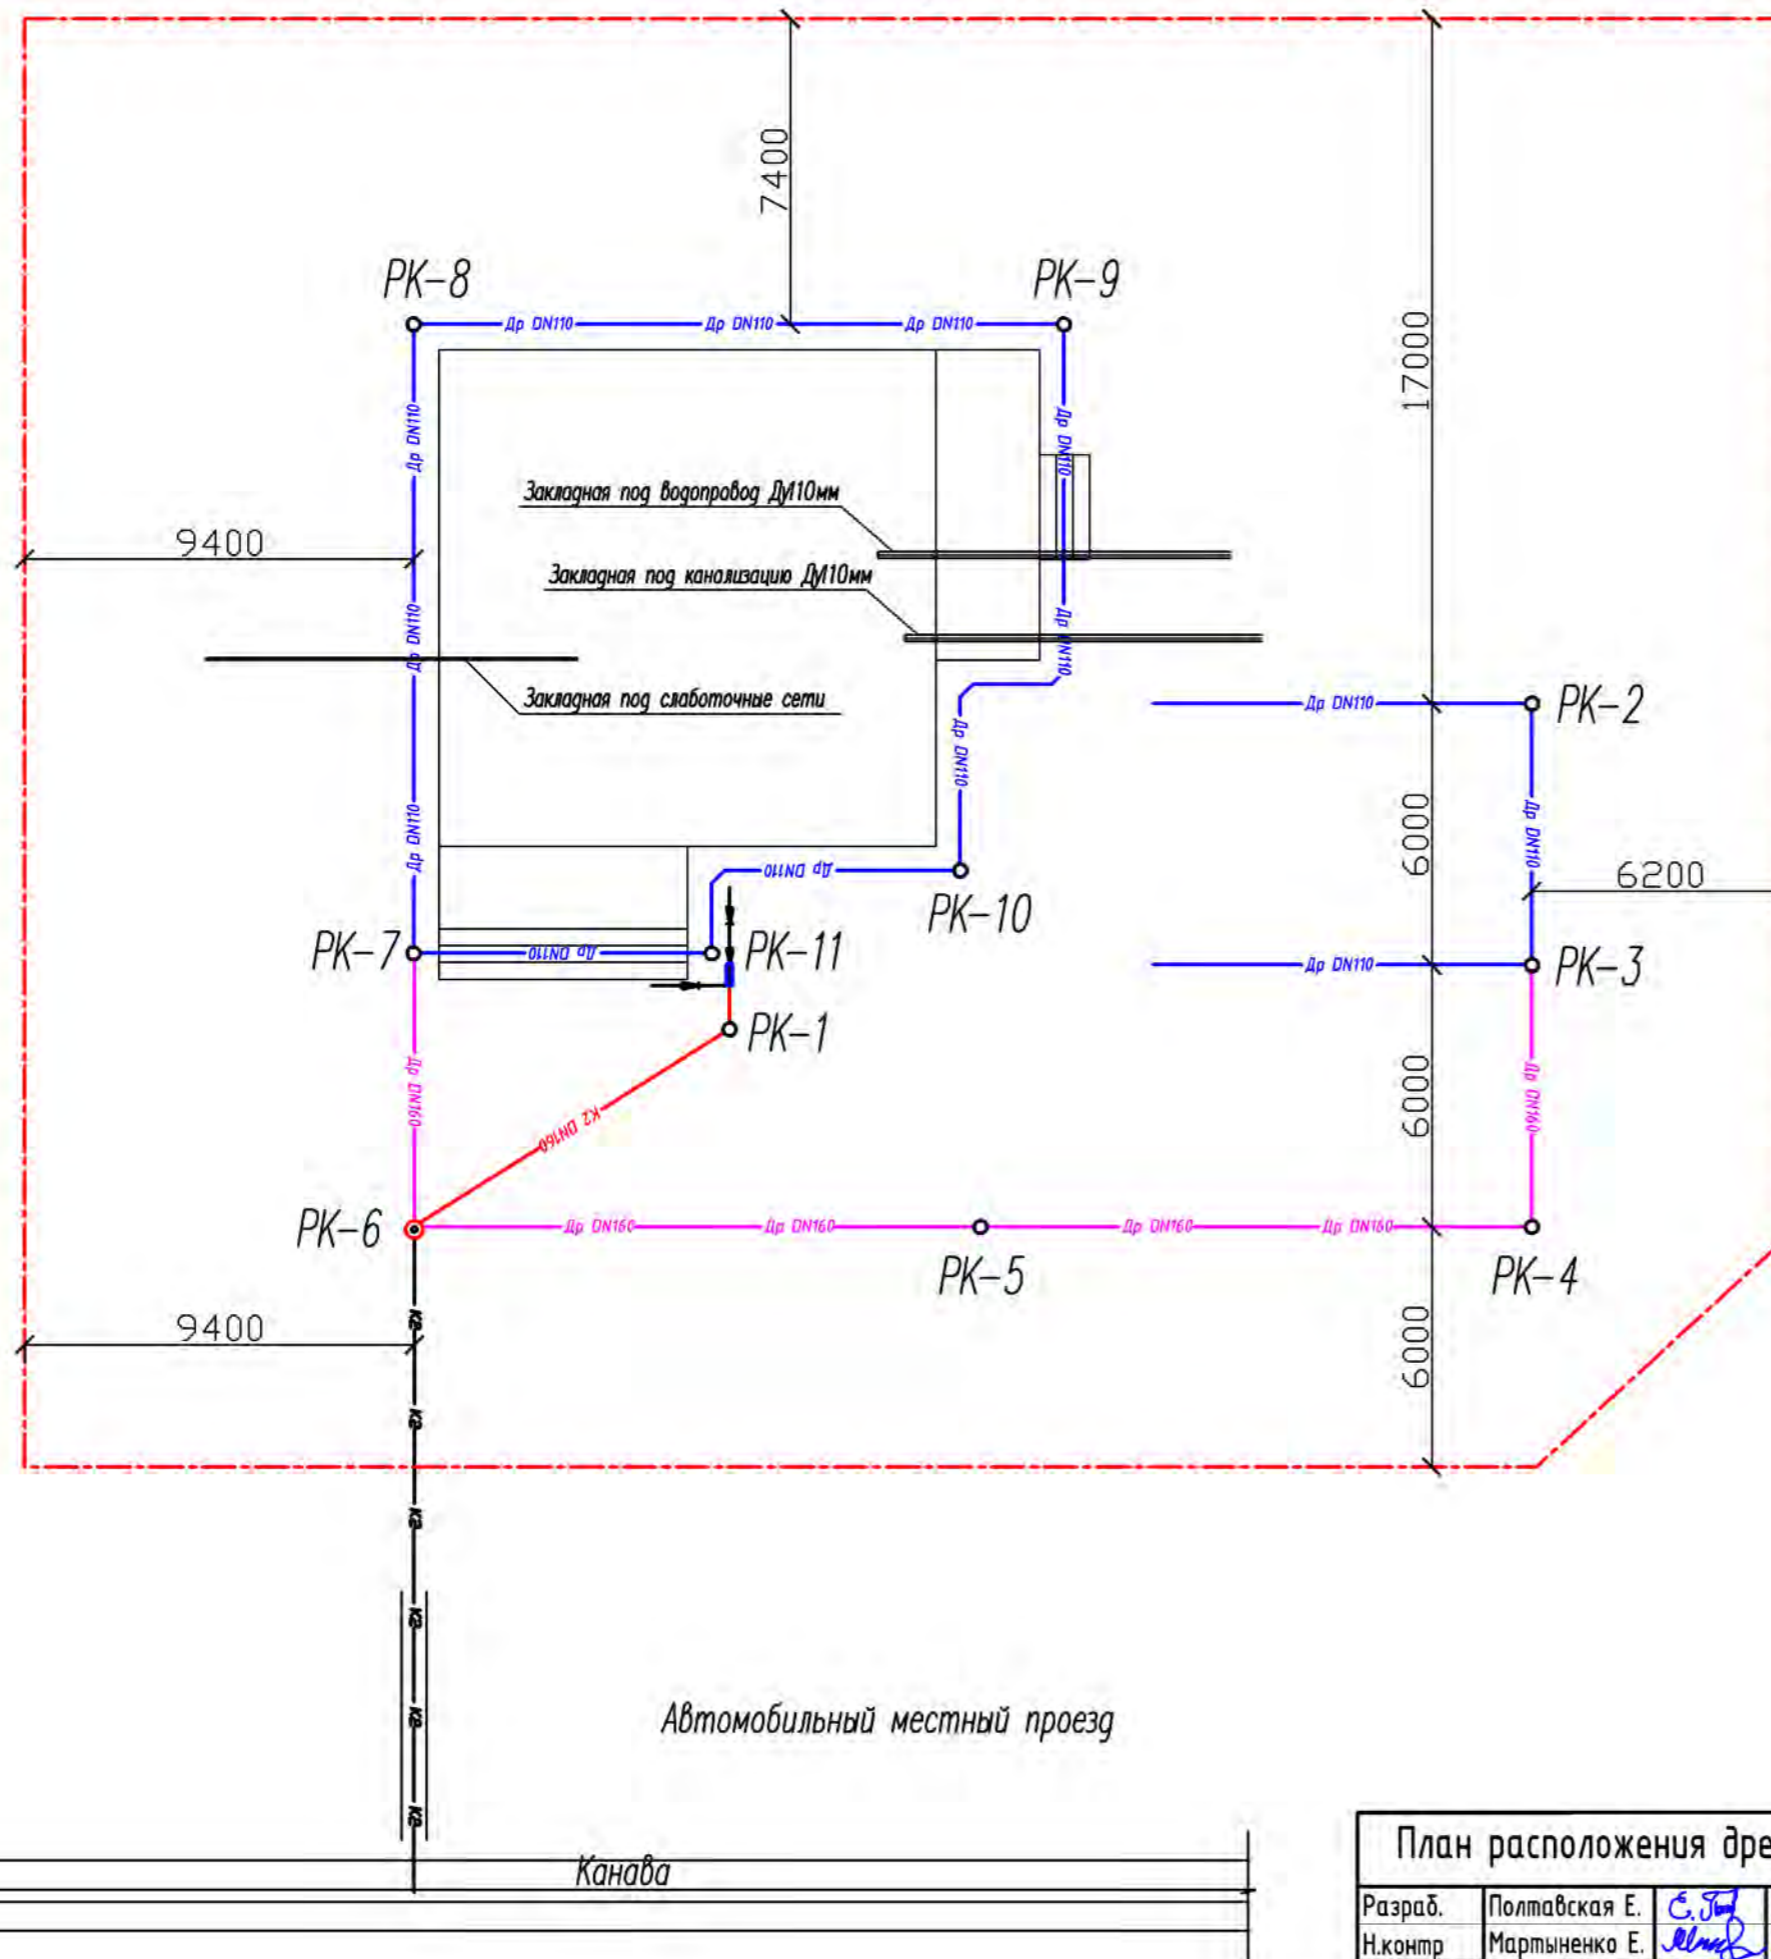 7400
РК-8
РК-9
Др DN110
Др DN110
Др DN110
17000
Др DN110
Др DN110
Закладная под водопровод Ду110мм
9400
Закладная под канализацию Ду110мм
Др DN110
Др DN110
Закладная под слаботочные сети
Др DN110
РК-2
Др DN110
Др DN110
6000
Др DN110
Др DN110
6200
РК-10
РК-7
Др DN110
РК-11
Др DN110
РК-3
РК-1
Др DN160
6000
Др DN160
К2 DN160
РК-6
Др DN160
Др DN160
Др DN160
Др DN160
РК-5
РК-4
К2
9400
6000
К2
К2
К2
К2
Автомобильный местный проезд
К2
Канава
План расположения дре
Разраб.
Полтавская Е.
Н.контр
Мартыненко Е.